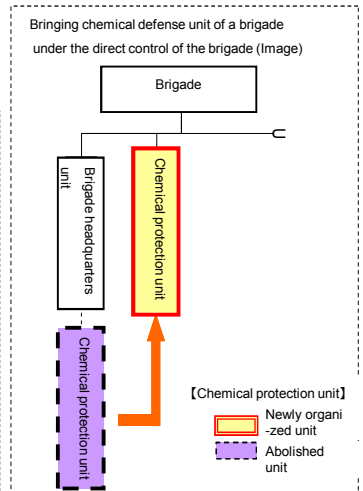 Bringing chemical defense unit of a brigade
under the direct control of the brigade (Image)
Brigade
Brigade headquarters
unit
Chemical protection unit
Chemical protection unit
【Chemical protection unit】
Newly organi
-zed unit
Abolished
unit